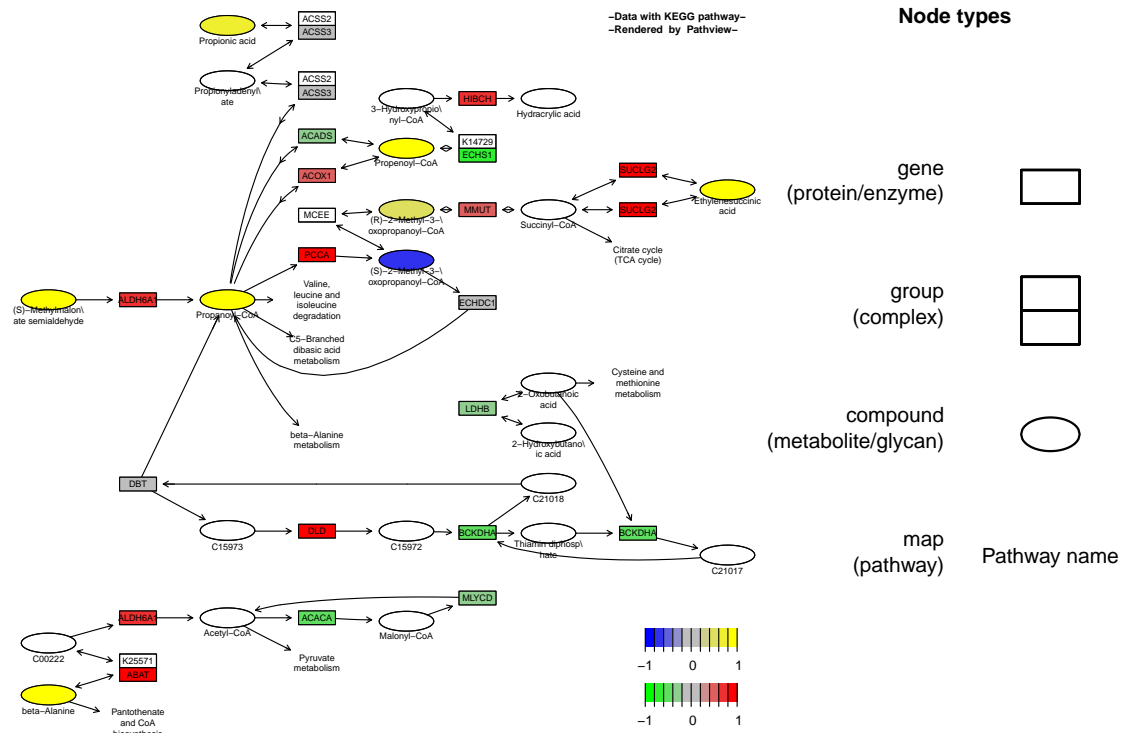 −Data with KEGG pathway−
−Rendered by Pathview−
Node types
ACSS2
ACSS3
Propionic acid
ACSS2
ACSS3
Propionyladenyl\
ate
HIBCH
3−Hydroxypropio\
nyl−CoA
Hydracrylic acid
ACADS
K14729
ECHS1
Propenoyl−CoA
ACOX1
SUCLG2
gene
(protein/enzyme)
Ethylenesuccinic
acid
MCEE
MMUT
SUCLG2
(R)−2−Methyl−3−\
oxopropanoyl−CoA
Succinyl−CoA
Citrate cycle
(TCA cycle)
PCCA
(S)−2−Methyl−3−\
oxopropanoyl−CoA
Valine,
leucine and
isoleucine
degradation
ALDH6A1
ECHDC1
(S)−Methylmalon\
ate semialdehyde
Propanoyl−CoA
group
(complex)
C5−Branched
dibasic acid
metabolism
Cysteine and
methionine
metabolism
2−Oxobutanoic
acid
LDHB
compound
(metabolite/glycan)
beta−Alanine
metabolism
2−Hydroxybutano\
ic acid
DBT
C21018
C15973
DLD
C15972
BCKDHA
Thiamin diphosp\
hate
BCKDHA
C21017
map
(pathway)
Pathway name
MLYCD
ALDH6A1
Acetyl−CoA
ACACA
Malonyl−CoA
C00222
Pyruvate
metabolism
K25571
ABAT
beta−Alanine
Pantothenate
and CoA
biosynthesis
−1 0 1
−1 0 1